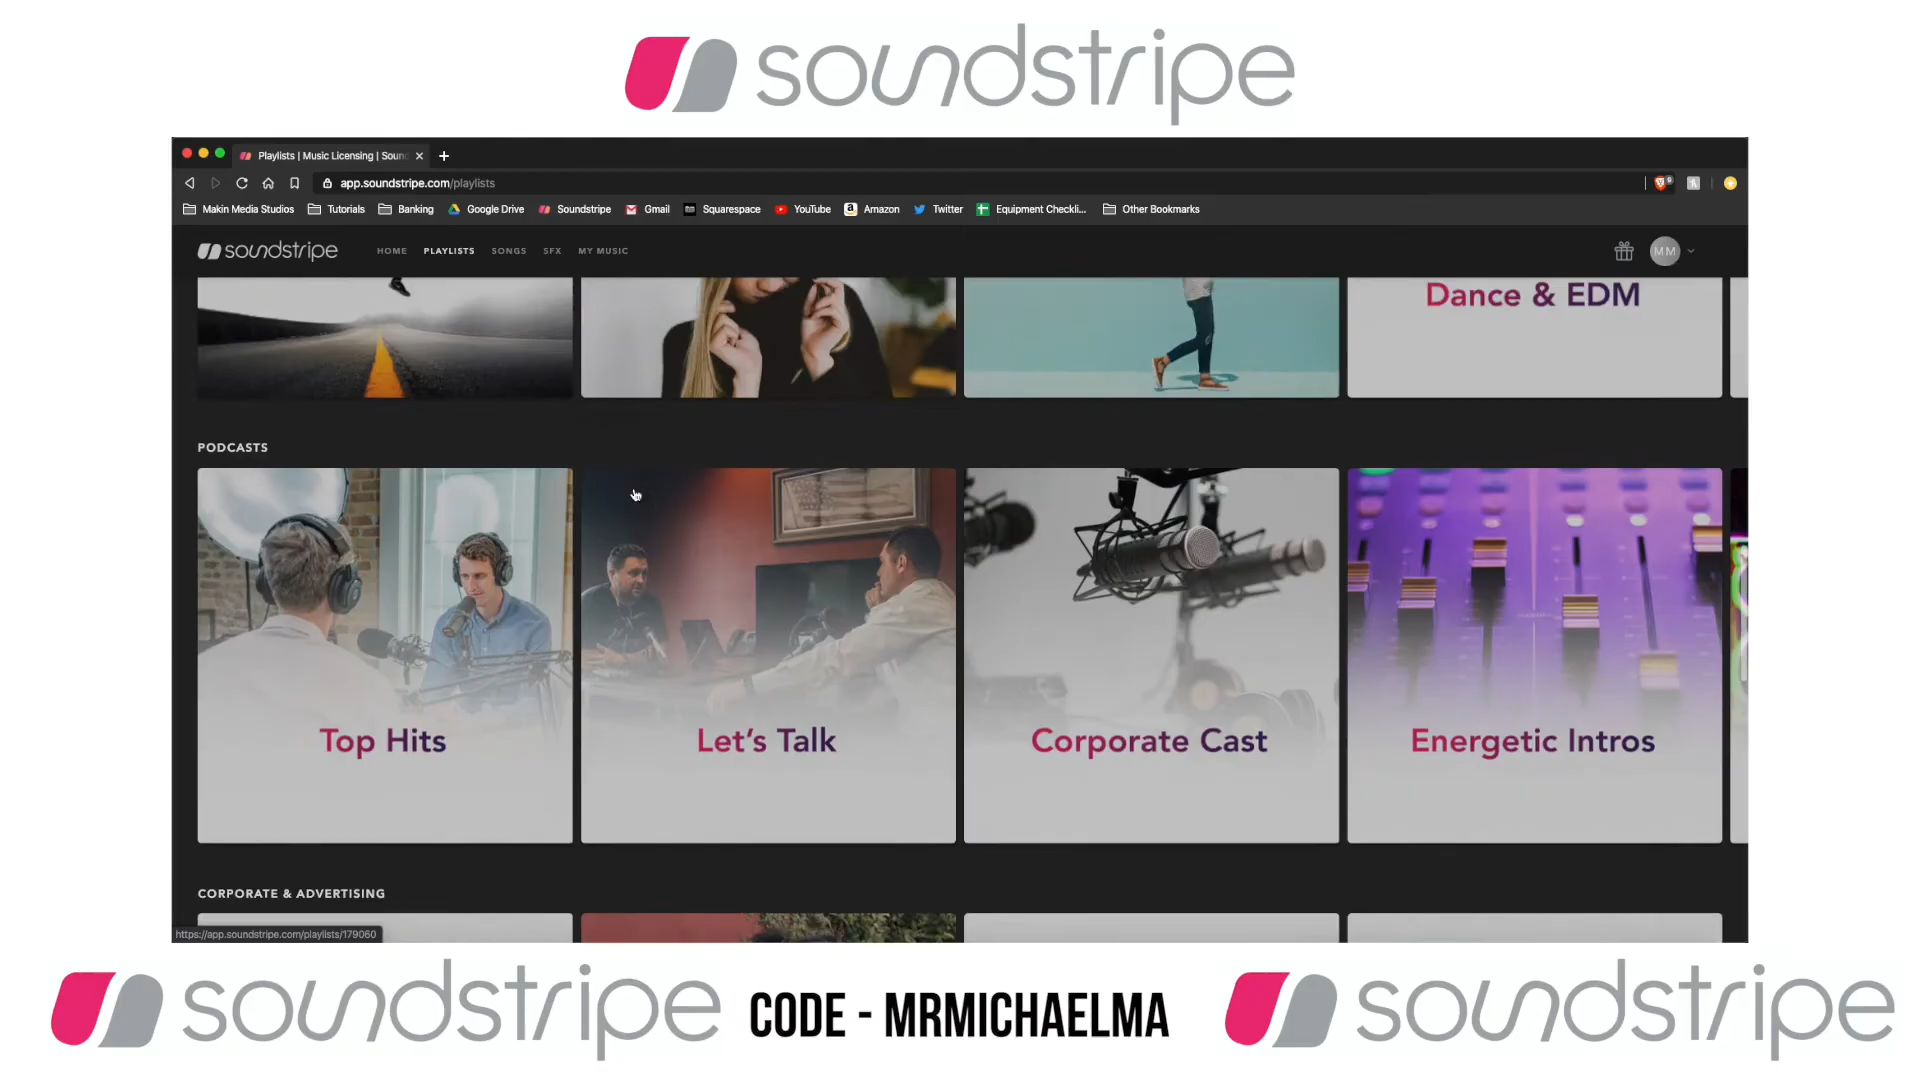 soundstripe
Playlists | Music Licensing | Soun
app.soundstripe.com/playlists
Makin Media Studios Tutorials Banking Google Drive Soundstripe Gmail Squarespace YouTube Amazon Twitter Equipment Checkli... Other Bookmarks
soundstripe HOME PLAYLISTS SONGS SFX MY MUSIC MM
Dance & EDM
PODCASTS
Top Hits
Let's Talk
Corporate Cast
Energetic Intros
CORPORATE & ADVERTISING
https://app.soundstripe.com/playlists/179060
soundstripe CODE - MRMICHAELMA soundstripe